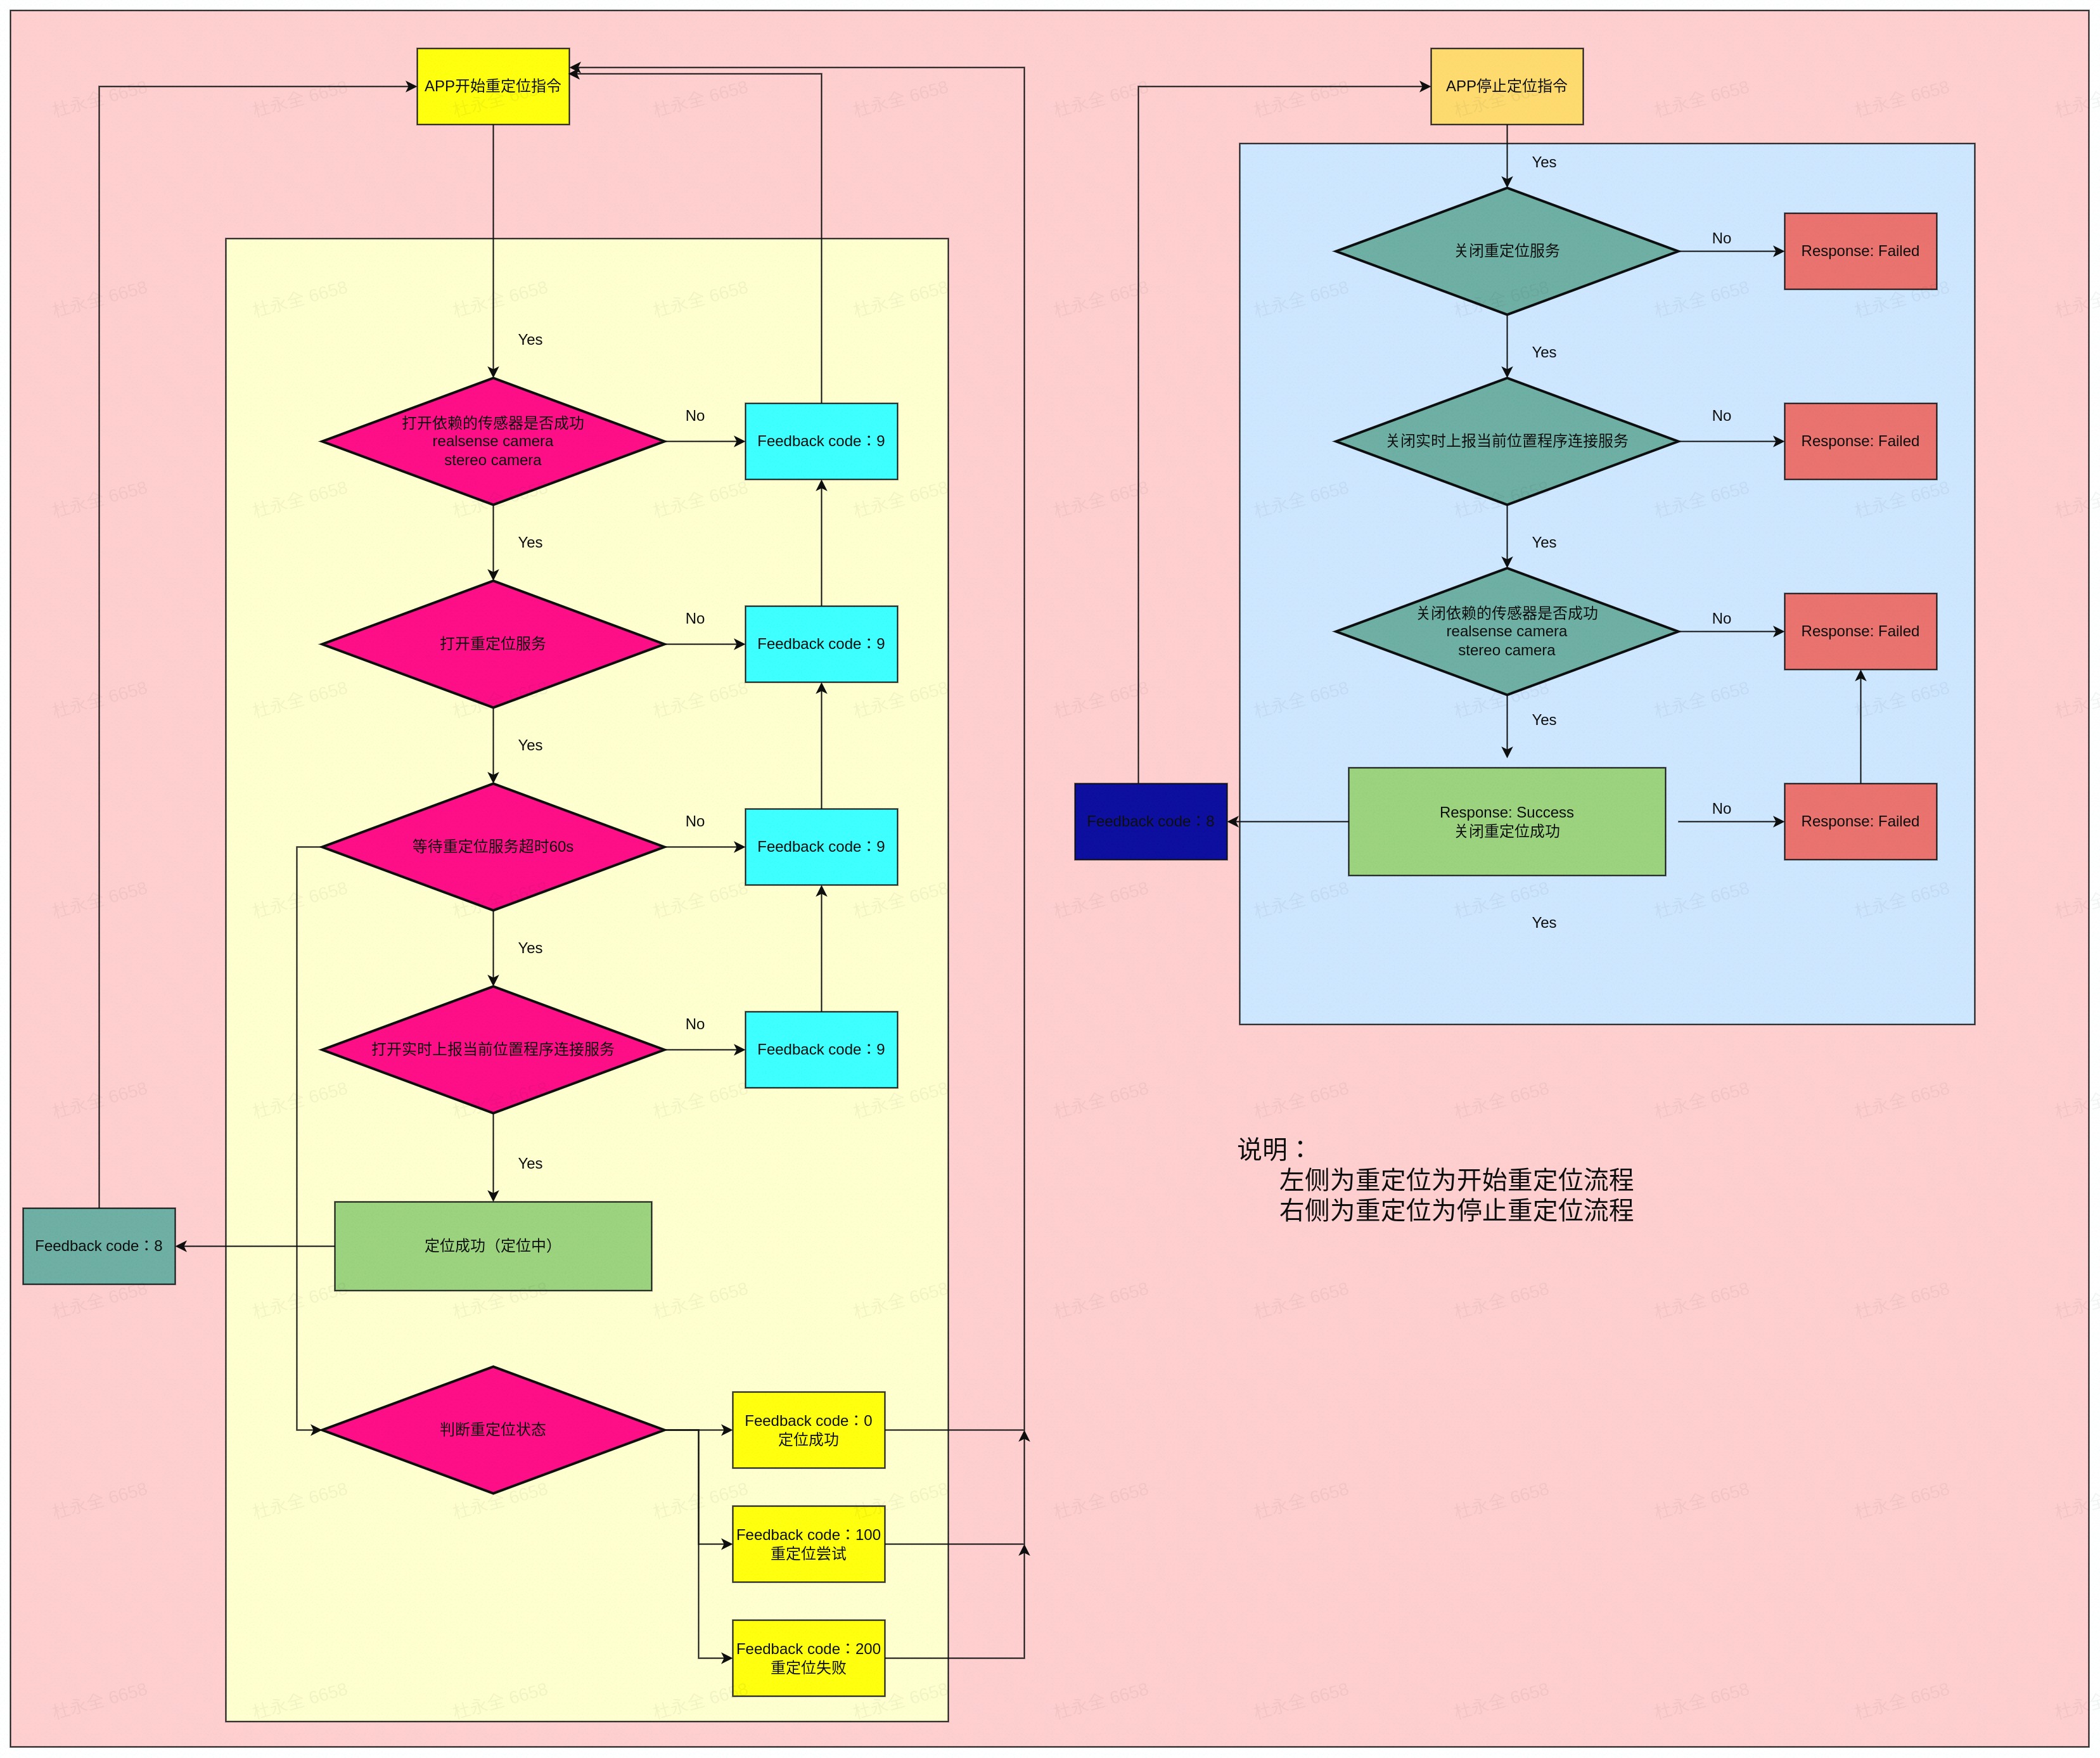 APP开始重定位指令
Yes
打开依赖的传感器是否成功
realsense camera
stereo camera
No
Feedback code：9
Yes
打开重定位服务
No
Feedback code：9
Yes
等待重定位服务超时60s
No
Feedback code：9
Yes
打开实时上报当前位置程序连接服务
No
Feedback code：9
Yes
定位成功（定位中）
Feedback code：8
判断重定位状态
Feedback code：0
定位成功
Feedback code：100
重定位尝试
Feedback code：200
重定位失败
APP停止定位指令
Yes
关闭重定位服务
No
Response: Failed
Yes
关闭实时上报当前位置程序连接服务
No
Response: Failed
Yes
关闭依赖的传感器是否成功
realsense camera
stereo camera
No
Response: Failed
Yes
Response: Success
关闭重定位成功
No
Response: Failed
Feedback code：8
Yes
说明：
左侧为重定位为开始重定位流程
右侧为重定位为停止重定位流程
杜永全 6658